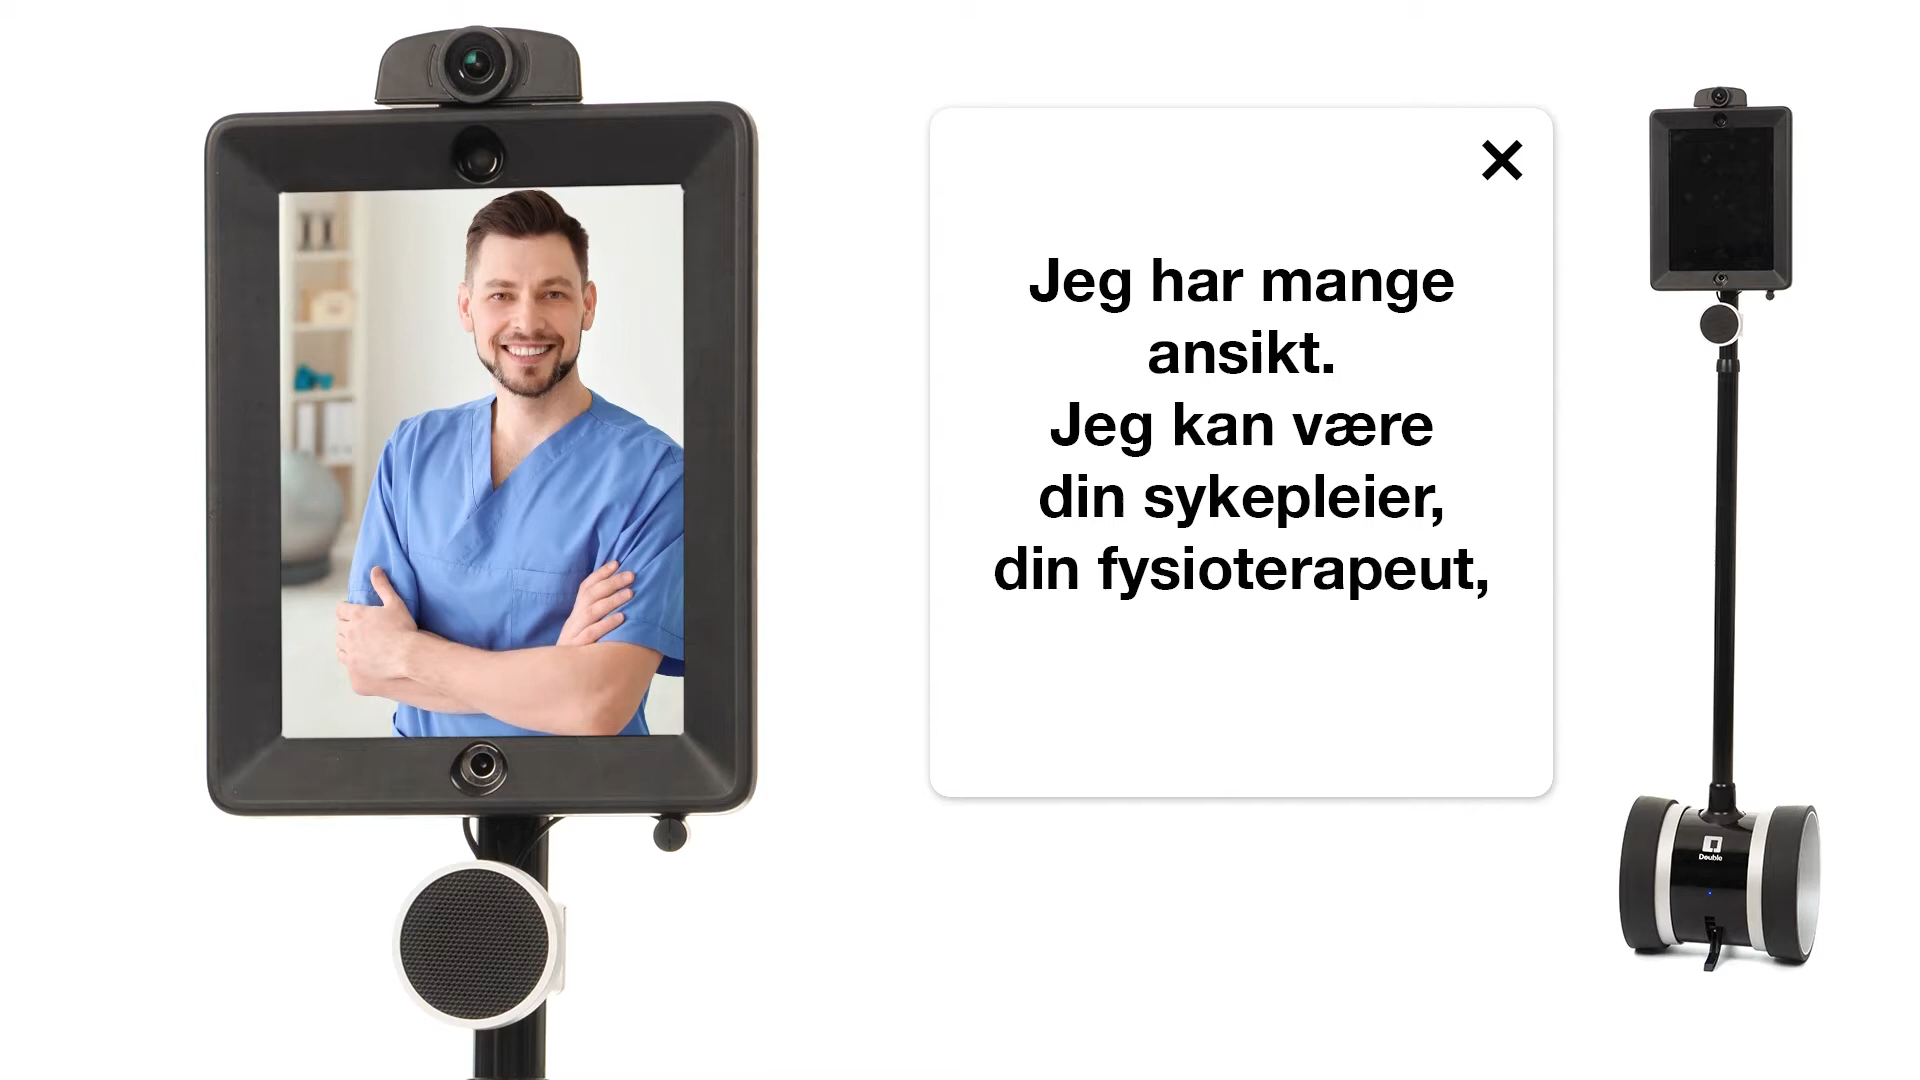 Jeg har mange
ansikt.
Jeg kan være
din sykepleier,
din fysioterapeut,
Double